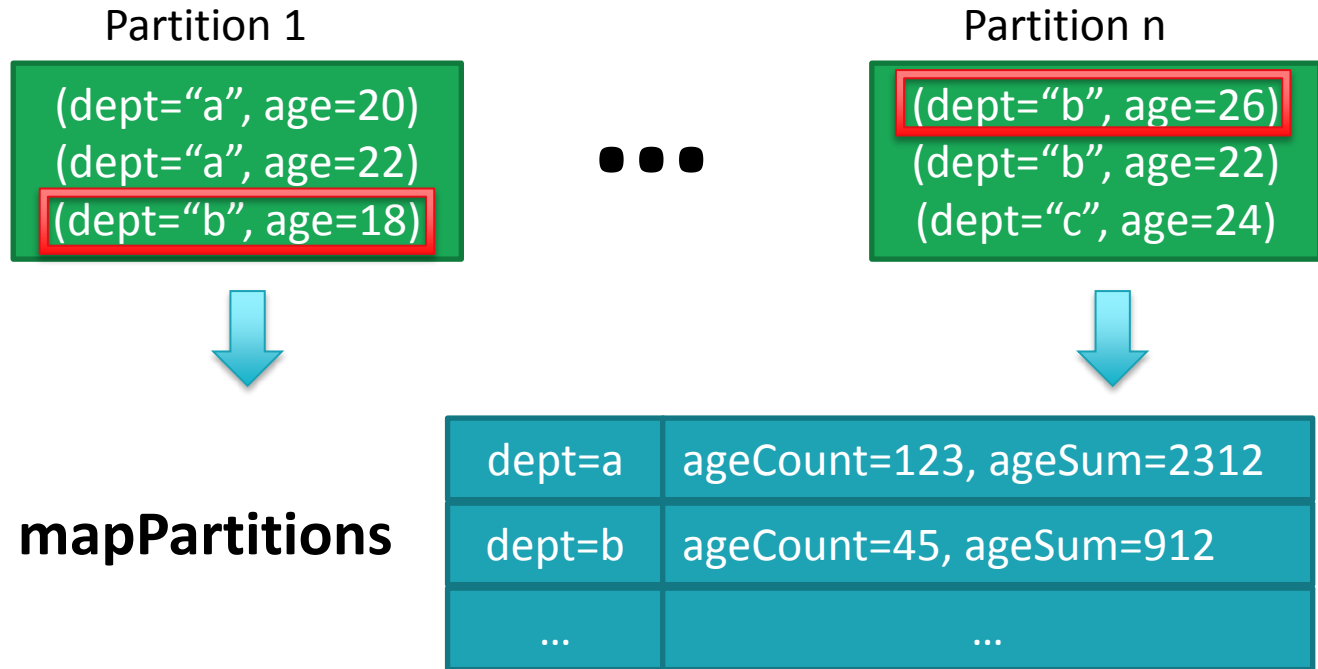 Partition 1
(dept=“a”, age=20)
(dept=“a”, age=22)
(dept=“b”, age=18)
...
Partition n
(dept=“b”, age=26)
(dept=“b”, age=22)
(dept=“c”, age=24)
mapPartitions
dept=a ageCount=123, ageSum=2312
dept=b ageCount=45, ageSum=912
... ...